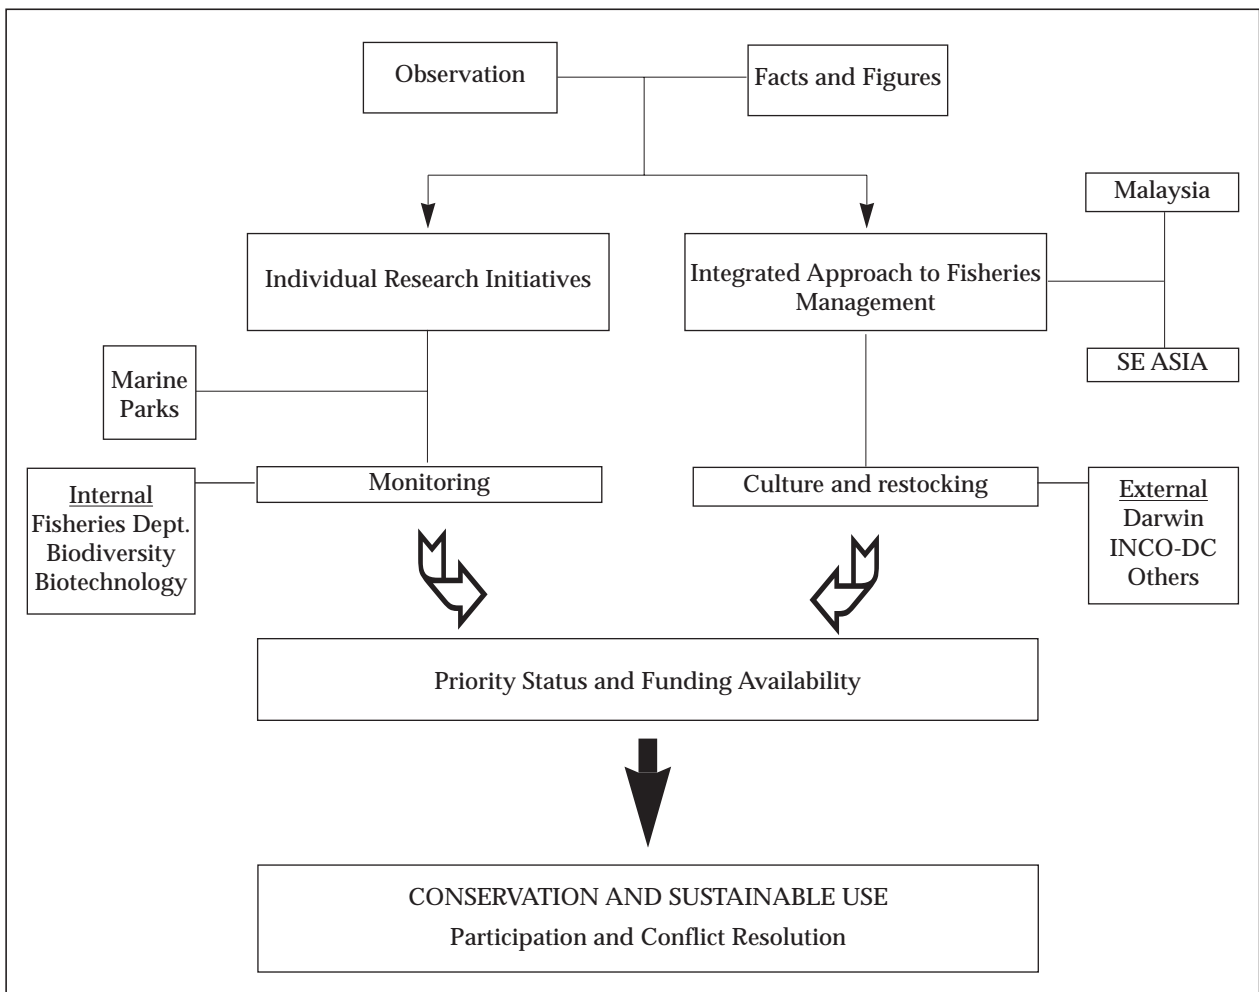 Observation
Facts and Figures
Malaysia
Individual Research Initiatives
Integrated Approach to Fisheries
Management
SE ASIA
Marine
Parks
Monitoring
Culture and restocking
Internal
Fisheries Dept.
Biodiversity
Biotechnology
External
Darwin
INCO-DC
Others
Priority Status and Funding Availability
CONSERVATION AND SUSTAINABLE USE
Participation and Conflict Resolution